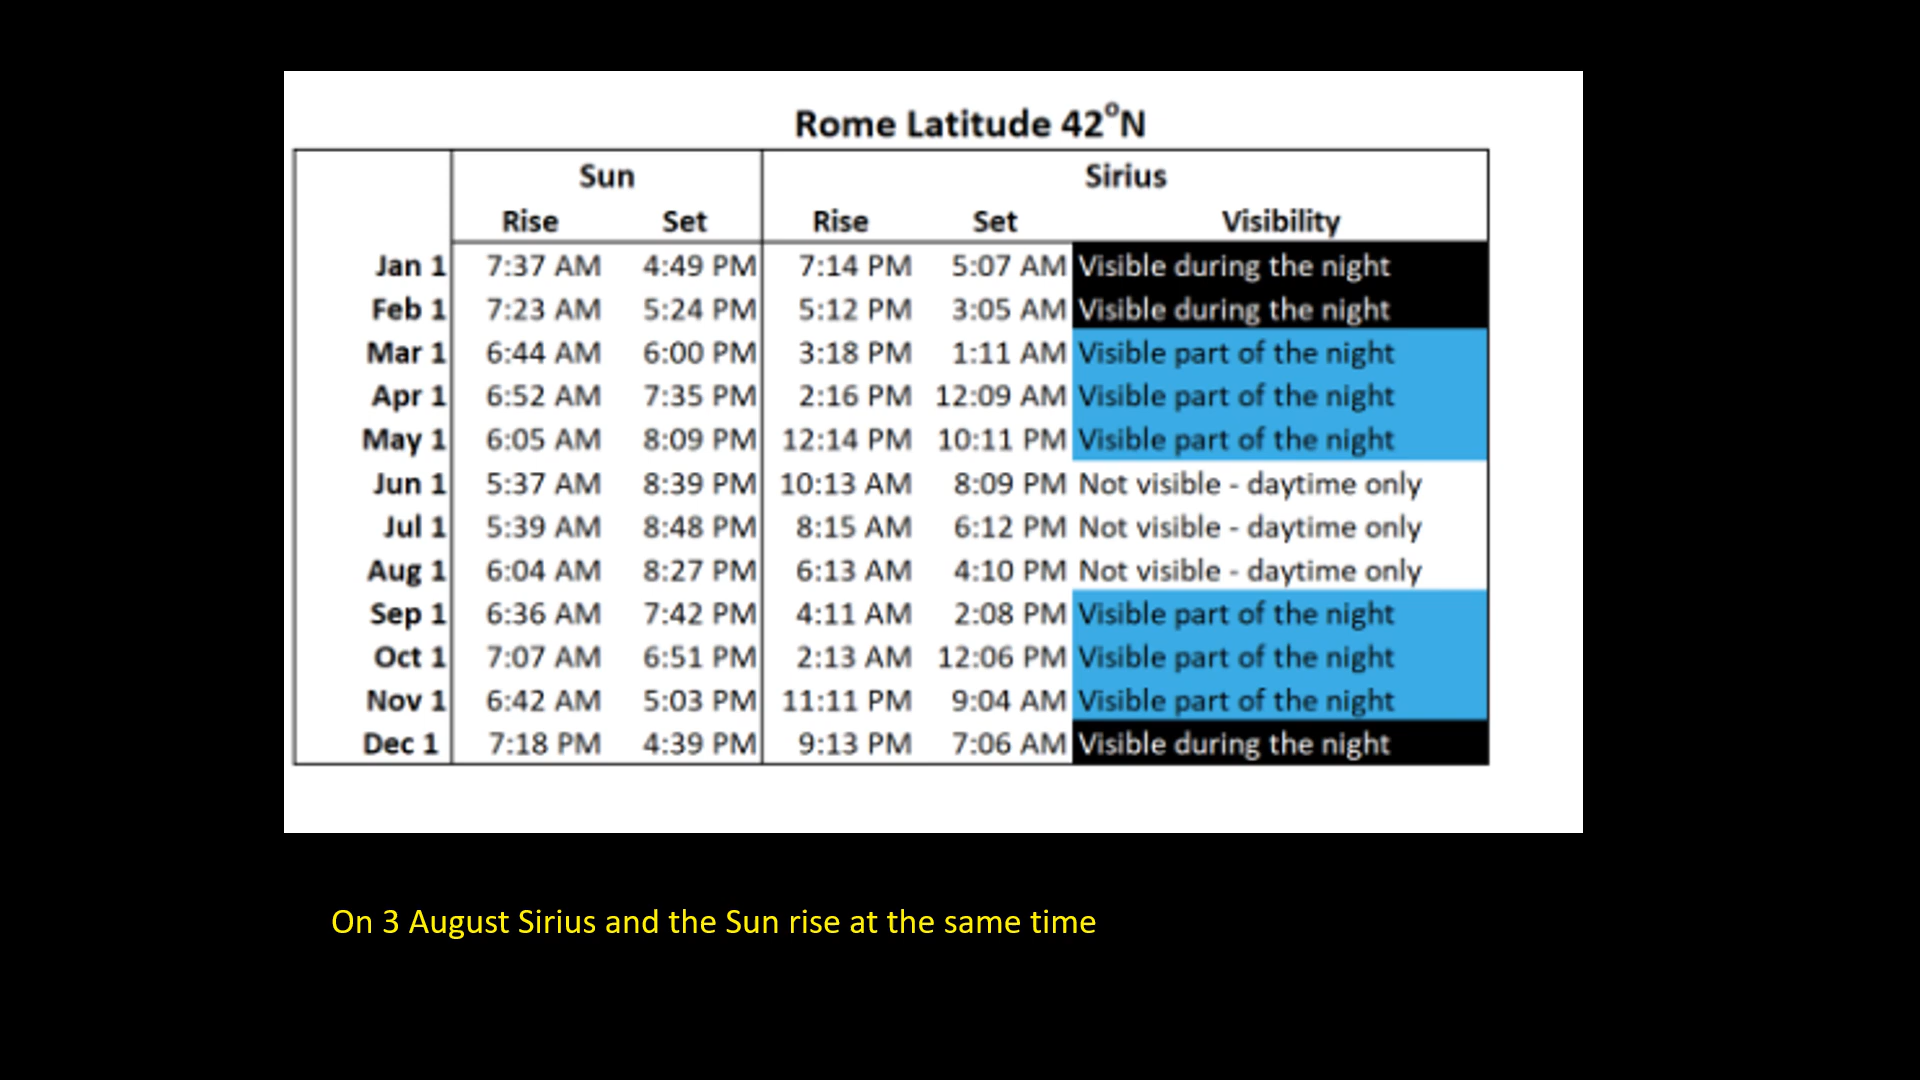 Rome Latitude 42°N
Sun Sirius
Rise Set Rise Set Visibility
Jan 1 7:37 AM 4:49 PM 7:14 PM 5:07 AM Visible during the night
Feb 1 7:23 AM 5:24 PM 5:12 PM 3:05 AM Visible during the night
Mar 1 6:44 AM 6:00 PM 3:18 PM 1:11 AM Visible part of the night
Apr 1 6:52 AM 7:35 PM 2:16 PM 12:09 AM Visible part of the night
May 1 6:05 AM 8:09 PM 12:14 PM 10:11 PM Visible part of the night
Jun 1 5:37 AM 8:39 PM 10:13 AM 8:09 PM Not visible - daytime only
Jul 1 5:39 AM 8:48 PM 8:15 AM 6:12 PM Not visible - daytime only
Aug 1 6:04 AM 8:27 PM 6:13 AM 4:10 PM Not visible - daytime only
Sep 1 6:36 AM 7:42 PM 4:11 AM 2:08 PM Visible part of the night
Oct 1 7:07 AM 6:51 PM 2:13 AM 12:06 PM Visible part of the night
Nov 1 6:42 AM 5:03 PM 11:11 PM 9:04 AM Visible part of the night
Dec 1 7:18 PM 4:39 PM 9:13 PM 7:06 AM Visible during the night
On 3 August Sirius and the Sun rise at the same time